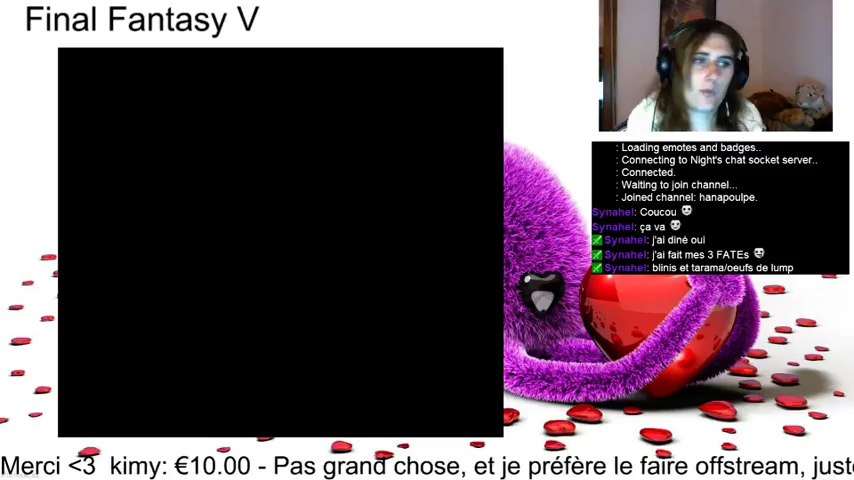 Final Fantasy V
: Loading emotes and badges..
: Connecting to Night's chat socket server..
: Connected.
: Waiting to join channel...
: Joined channel: hanapoulpe.
Synahel: Coucou
Synahel: ça va
Synahel: j'ai diné oui
Synahel: j'ai fait mes 3 FATEs
Synahel: blinis et tarama/oeufs de lump
Merci <3 kimy: €10.00 - Pas grand chose, et je préfère le faire offstream, just